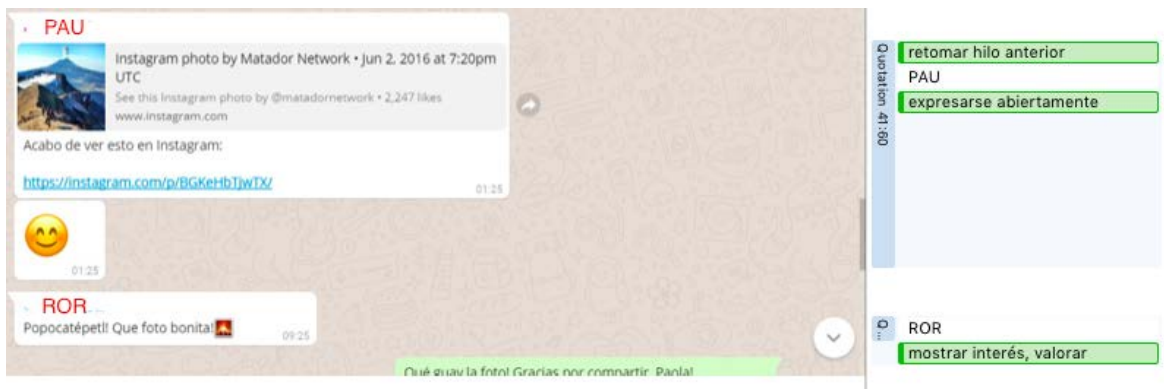 PAU
Instagram photo by Matador Network • Jun 2, 2016 at 7:20pm
UTC
See this Instagram photo by @matadornetwork • 2,247 likes
www.instagram.com
Acabo de ver esto en Instagram:
https://instagram.com/p/BGKeHbTjwTX/
01:25
01:25
ROR
Popocatépetl! Que foto bonita!
09:25
Qué guay la foto! Gracias por compartir, Paola!
Quotation 41:60
retomar hilo anterior
PAU
expresarse abiertamente
Q...
ROR
mostrar interés, valorar